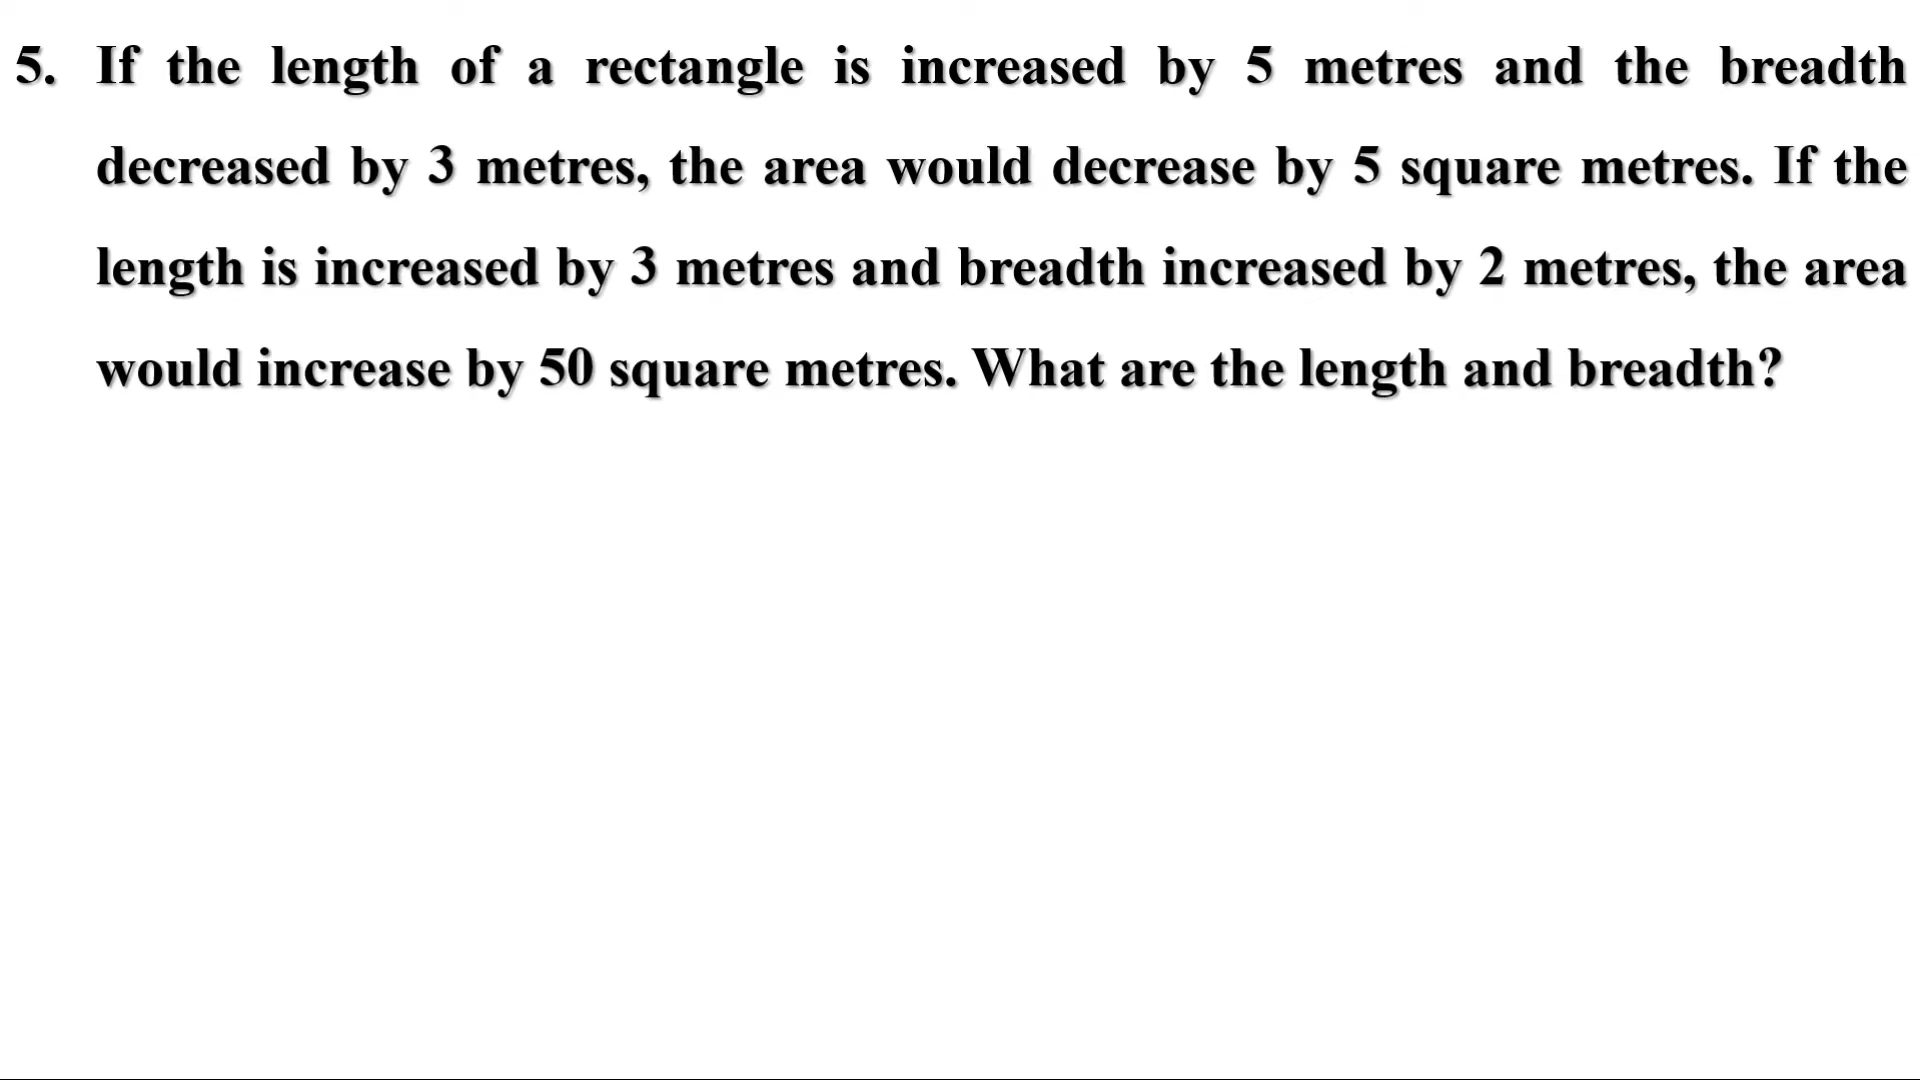 5. If the length of a rectangle is increased by 5 metres and the breadth
decreased by 3 metres, the area would decrease by 5 square metres. If the
length is increased by 3 metres and breadth increased by 2 metres, the area
would increase by 50 square metres. What are the length and breadth?